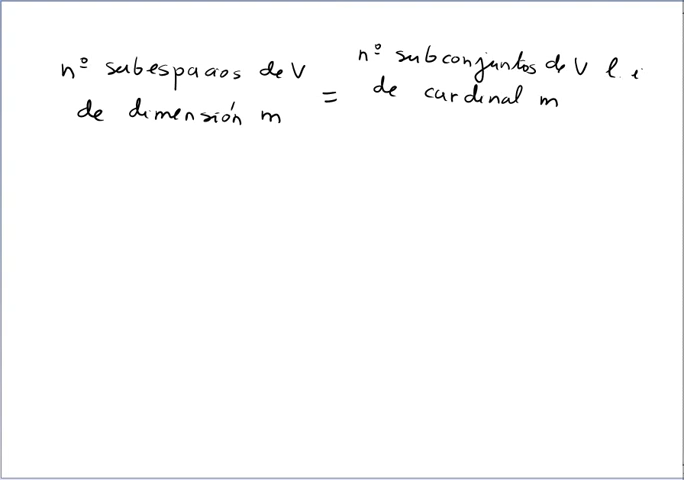 nº subespacios de V
de dimensión m
=
nº subconjuntos de V l. i
de cardinal m